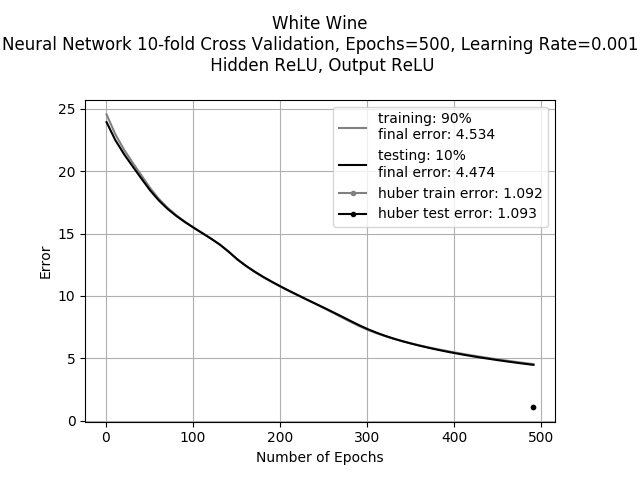 White Wine
Neural Network 10-fold Cross Validation, Epochs=500, Learning Rate=0.001
Hidden ReLU, Output ReLU
training: 90%
final error: 4.534
testing: 10%
final error: 4.474
huber train error: 1.092
huber test error: 1.093
Error
25
20
15
10
5
0
0 100 200 300 400 500
Number of Epochs